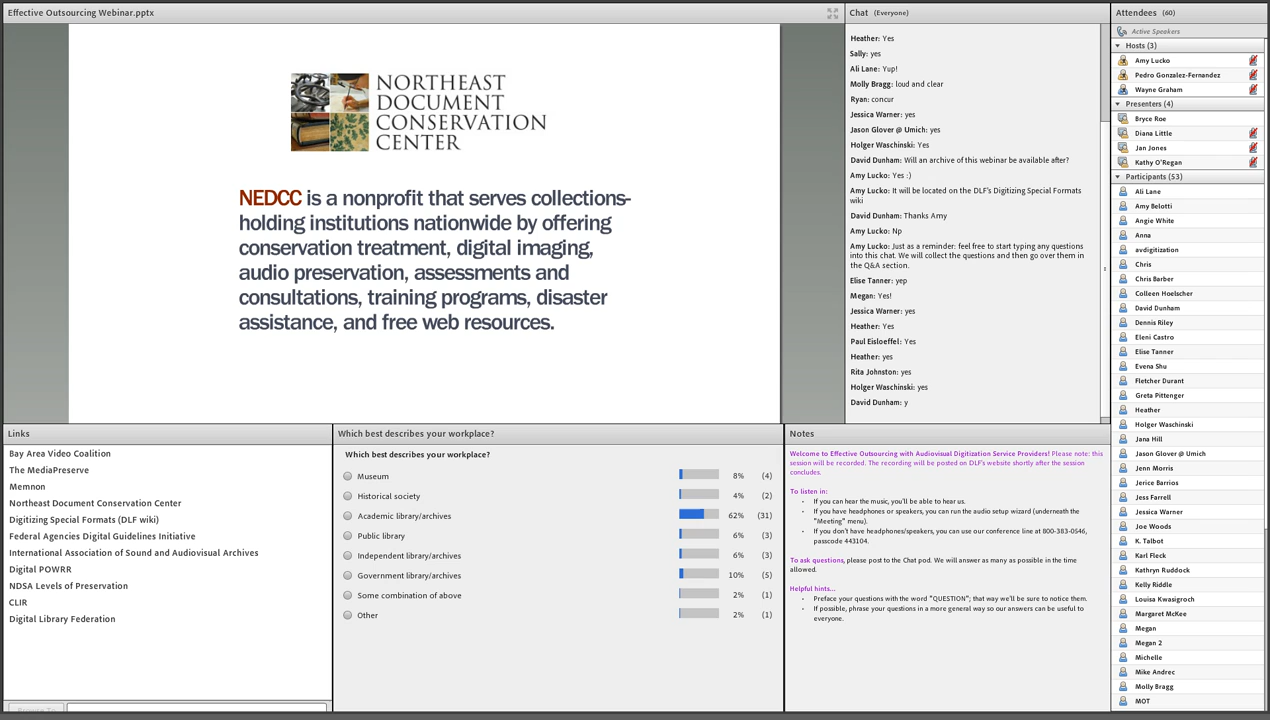 Effective Outsourcing Webinar.pptx
NORTHEAST
DOCUMENT
CONSERVATION
CENTER
NEDCC is a nonprofit that serves collections-
holding institutions nationwide by offering
conservation treatment, digital imaging,
audio preservation, assessments and
consultations, training programs, disaster
assistance, and free web resources.
Chat (Everyone)
Heather: Yes
Sally: yes
Ali Lane: Yup!
Molly Bragg: loud and clear
Ryan: concur
Jessica Warner: yes
Jason Glover @ Umich: yes
Holger Waschinski: Yes
David Dunham: Will an archive of this webinar be available after?
Amy Lucko: Yes :)
Amy Lucko: It will be located on the DLF's Digitizing Special Formats
wiki
David Dunham: Thanks Amy
Amy Lucko: Np
Amy Lucko: Just as a reminder: feel free to start typing any questions
into this chat. We will collect the questions and then go over them in
the Q&A section.
Elise Tanner: yep
Megan: Yes!
Jessica Warner: yes
Heather: Yes
Paul Eisloeffel: Yes
Heather: yes
Rita Johnston: yes
Holger Waschinski: yes
David Dunham: y
Attendees (60)
Active Speakers
Hosts (3)
Amy Lucko
Pedro Gonzalez-Fernandez
Wayne Graham
Presenters (4)
Bryce Roe
Diana Little
Jan Jones
Kathy O'Regan
Participants (53)
Ali Lane
Amy Belotti
Angie White
Anna
avdigitization
Chris
Chris Barber
Colleen Hoelscher
David Dunham
Dennis Riley
Eleni Castro
Elise Tanner
Evena Shu
Fletcher Durant
Greta Pittenger
Heather
Holger Waschinski
Jana Hill
Jason Glover @ Umich
Jenn Morris
Jerice Barrios
Jess Farrell
Jessica Warner
Joe Woods
K. Talbot
Karl Fleck
Kathryn Ruddock
Kelly Riddle
Louisa Kwasigroch
Margaret McKee
Megan
Megan 2
Michelle
Mike Andrec
Molly Bragg
MOT
Links
Bay Area Video Coalition
The MediaPreserve
Memnon
Northeast Document Conservation Center
Digitizing Special Formats (DLF wiki)
Federal Agencies Digital Guidelines Initiative
International Association of Sound and Audiovisual Archives
Digital POWRR
NDSA Levels of Preservation
CLIR
Digital Library Federation
Browse To
Which best describes your workplace?
Which best describes your workplace?
Museum 8% (4)
Historical society 4% (2)
Academic library/archives 62% (31)
Public library 6% (3)
Independent library/archives 6% (3)
Government library/archives 10% (5)
Some combination of above 2% (1)
Other 2% (1)
Notes
Welcome to Effective Outsourcing with Audiovisual Digitization Service Providers! Please note: this
session will be recorded. The recording will be posted on DLF's website shortly after the session
concludes.
To listen in:
• If you can hear the music, you'll be able to hear us.
• If you have headphones or speakers, you can run the audio setup wizard (underneath the
"Meeting" menu).
• If you don't have headphones/speakers, you can use our conference line at 800-383-0546,
passcode 443104.
To ask questions, please post to the Chat pod. We will answer as many as possible in the time
allowed.
Helpful hints...
• Preface your questions with the word "QUESTION"; that way we'll be sure to notice them.
• If possible, phrase your questions in a more general way so our answers can be useful to
everyone.